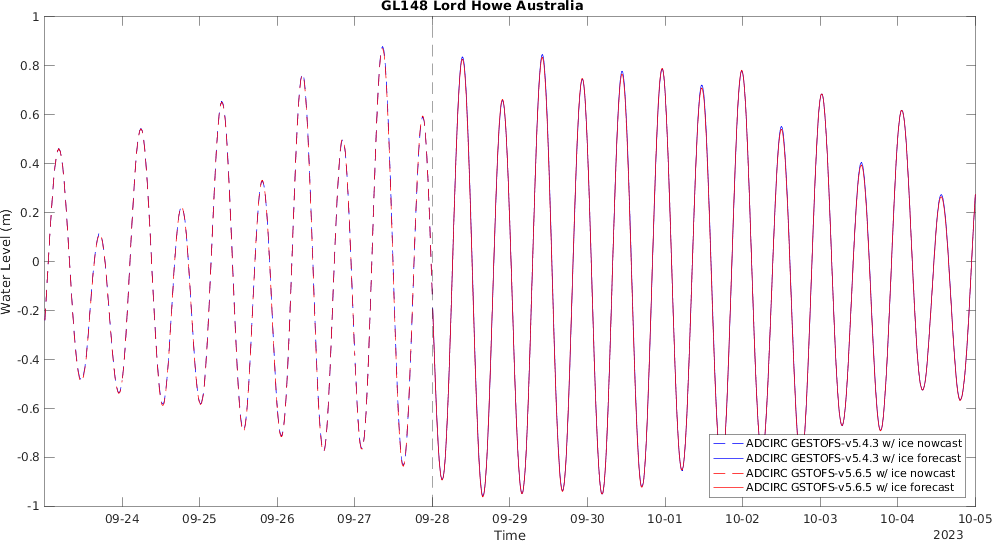 GL148 Lord Howe Australia
1
0.8
0.6
0.4
0.2
0
-0.2
-0.4
-0.6
-0.8
-1
Water Level (m)
ADCIRC GESTOFS-v5.4.3 w/ ice nowcast
ADCIRC GESTOFS-v5.4.3 w/ ice forecast
ADCIRC GSTOFS-v5.6.5 w/ ice nowcast
ADCIRC GSTOFS-v5.6.5 w/ ice forecast
09-24 09-25 09-26 09-27 09-28 09-29 09-30 10-01 10-02 10-03 10-04 10-05
Time
2023